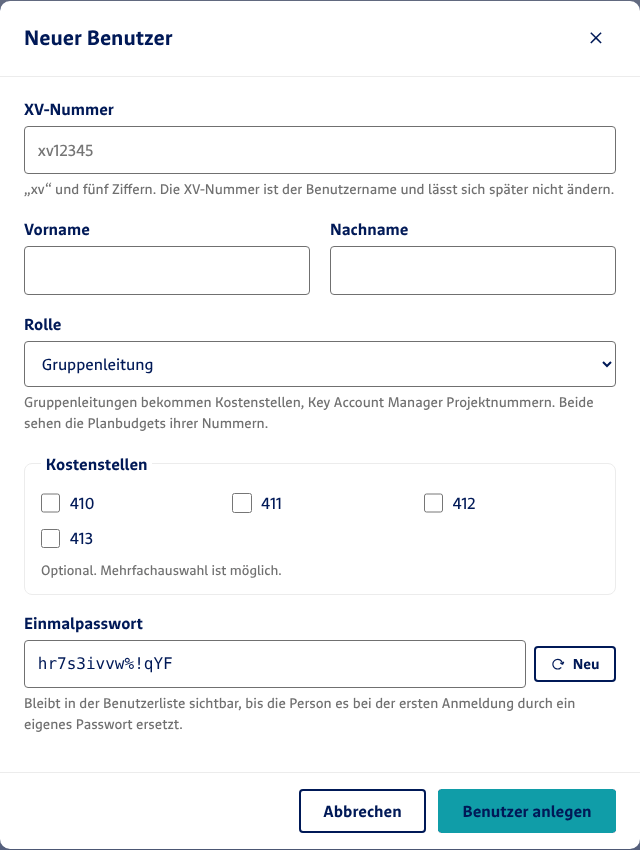 Neuer Benutzer
XV-Nummer
xv12345
„xv“ und fünf Ziffern. Die XV-Nummer ist der Benutzername und lässt sich später nicht ändern.
Vorname
Nachname
Rolle
Gruppenleitung
Gruppenleitungen bekommen Kostenstellen, Key Account Manager Projektnummern. Beide
sehen die Planbudgets ihrer Nummern.
Kostenstellen
410
411
412
413
Optional. Mehrfachauswahl ist möglich.
Einmalpasswort
hr7s3ivvw%!qYF
Neu
Bleibt in der Benutzerliste sichtbar, bis die Person es bei der ersten Anmeldung durch ein
eigenes Passwort ersetzt.
Abbrechen
Benutzer anlegen